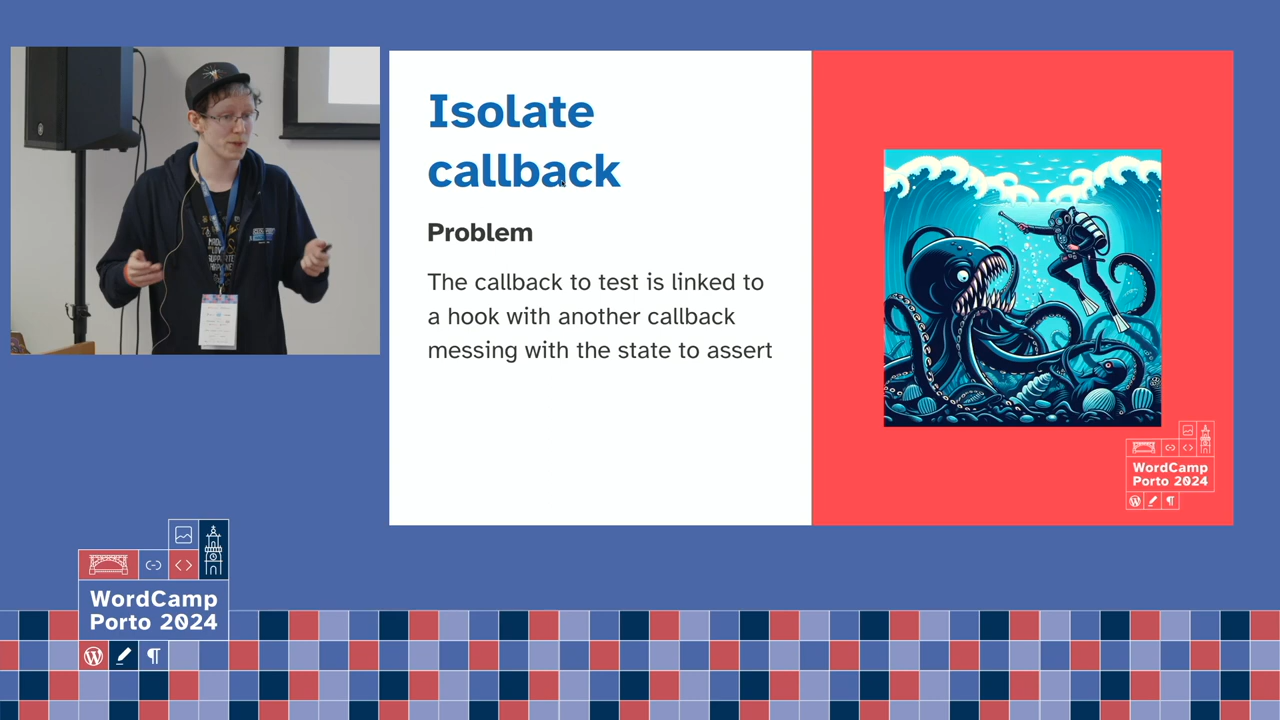 Isolate
callback
Problem
The callback to test is linked to
a hook with another callback
messing with the state to assert
WordCamp
Porto 2024
WordCamp
Porto 2024